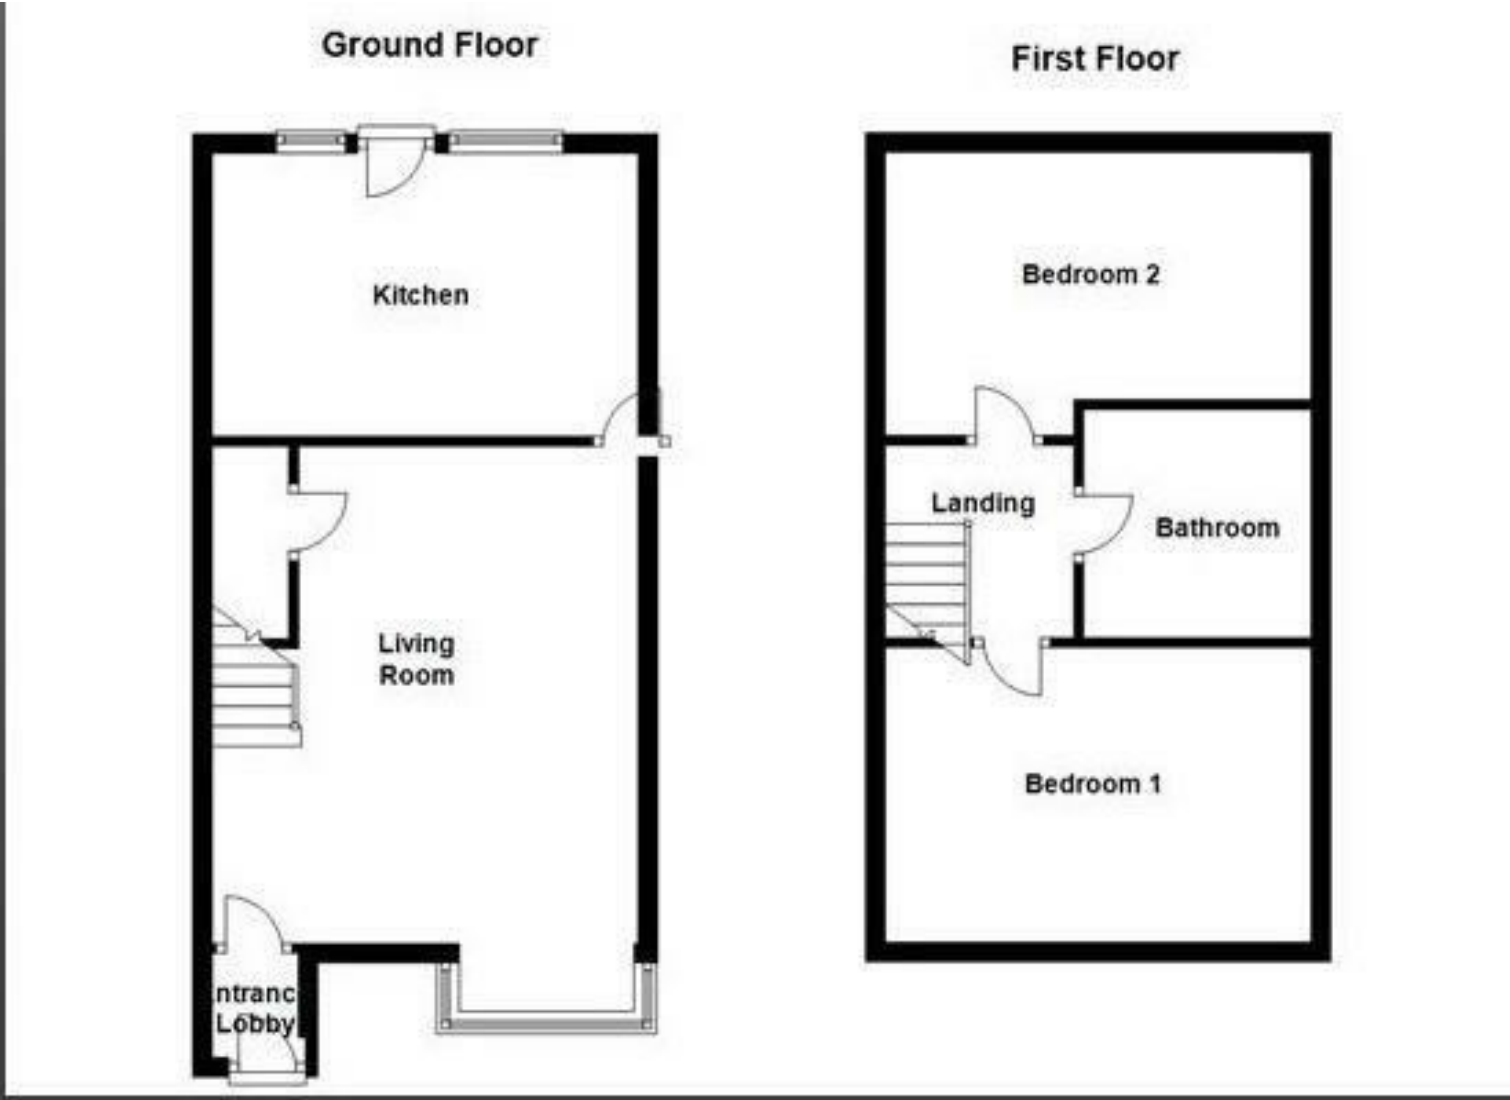 Ground Floor
First Floor
Kitchen
Bedroom 2
Landing
Bathroom
Living
Room
Bedroom 1
ntranc
Lobby